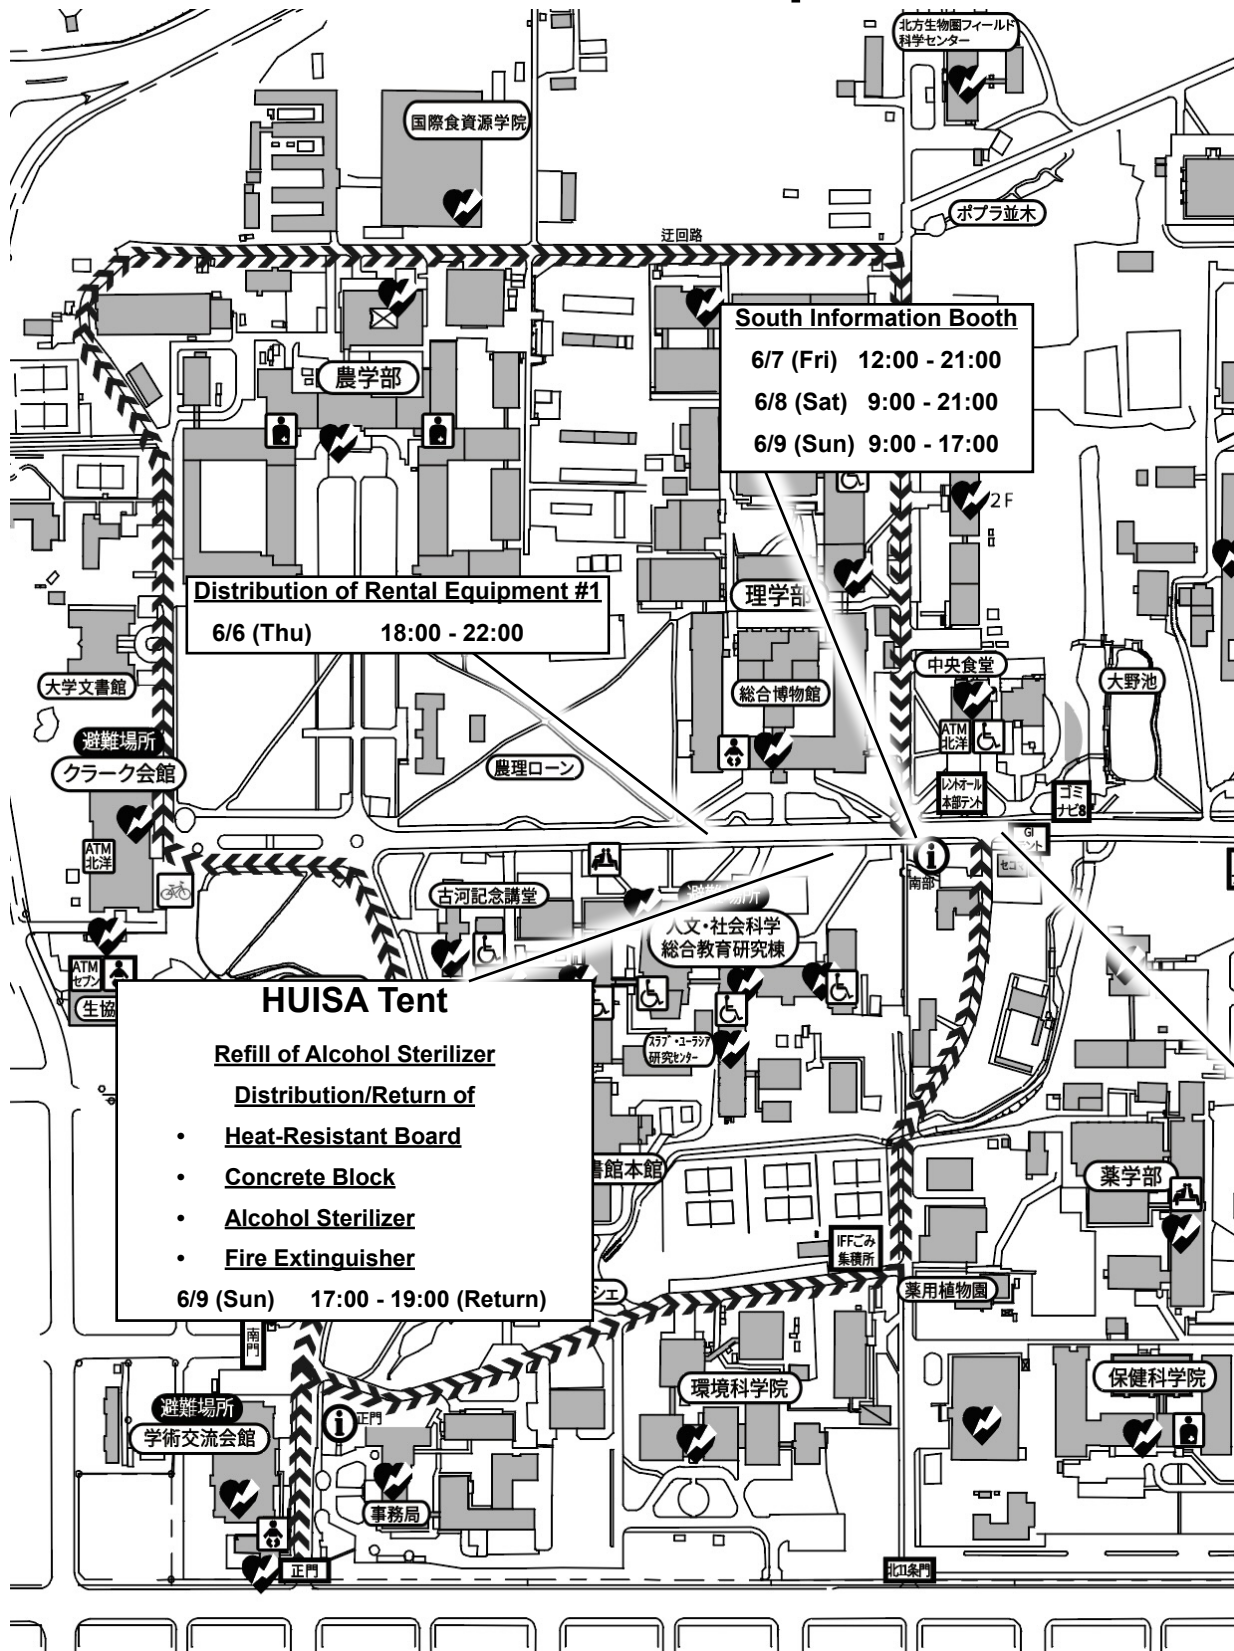 北方生物圏フィールド
科学センター
国際食資源学院
ポプラ並木
迂回路
South Information Booth
6/7 (Fri) 12:00 - 21:00
6/8 (Sat) 9:00 - 21:00
6/9 (Sun) 9:00 - 17:00
農学部
2F
Distribution of Rental Equipment #1
6/6 (Thu) 18:00 - 22:00
理学部
中央食堂
大学文書館
総合博物館
大野池
ATM
北洋
避難場所
クラーク会館
農理ローン
レントオール
本部テント
ゴミ
ナビ8
GI
ATM
北洋
南部
古河記念講堂
避難場所
人文・社会科学
総合教育研究棟
ATM
セブン
生協
HUISA Tent
Refill of Alcohol Sterilizer
Distribution/Return of
• Heat-Resistant Board
• Concrete Block
• Alcohol Sterilizer
• Fire Extinguisher
6/9 (Sun) 17:00 - 19:00 (Return)
スラブ・ユーラシア
研究センター
書館本館
薬学部
IFFごみ
集積所
薬用植物園
南門
環境科学院
保健科学院
避難場所
学術交流会館
正門
事務局
正門
北11条門